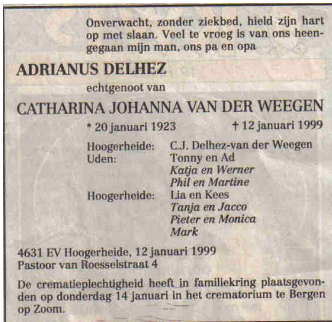 Onverwacht, zonder ziekbed, hield zijn hart
op met slaan. Veel te vroeg is van ons heen-
gegaan mijn man, ons pa en opa
ADRIANUS DELHEZ
echtgenoot van
CATHARINA JOHANNA VAN DER WEEGEN
* 20 januari 1923 † 12 januari 1999
Hoogerheide: C.J. Delhez-van der Weegen
Uden: Tonny en Ad
Katja en Werner
Phil en Martine
Hoogerheide: Lia en Kees
Tanja en Jacco
Pieter en Monica
Mark
4631 EV Hoogerheide, 12 januari 1999
Pastoor van Roesselstraat 4
De crematieplechtigheid heeft in familiekring plaatsgevon-
den op donderdag 14 januari in het crematorium te Bergen
op Zoom.